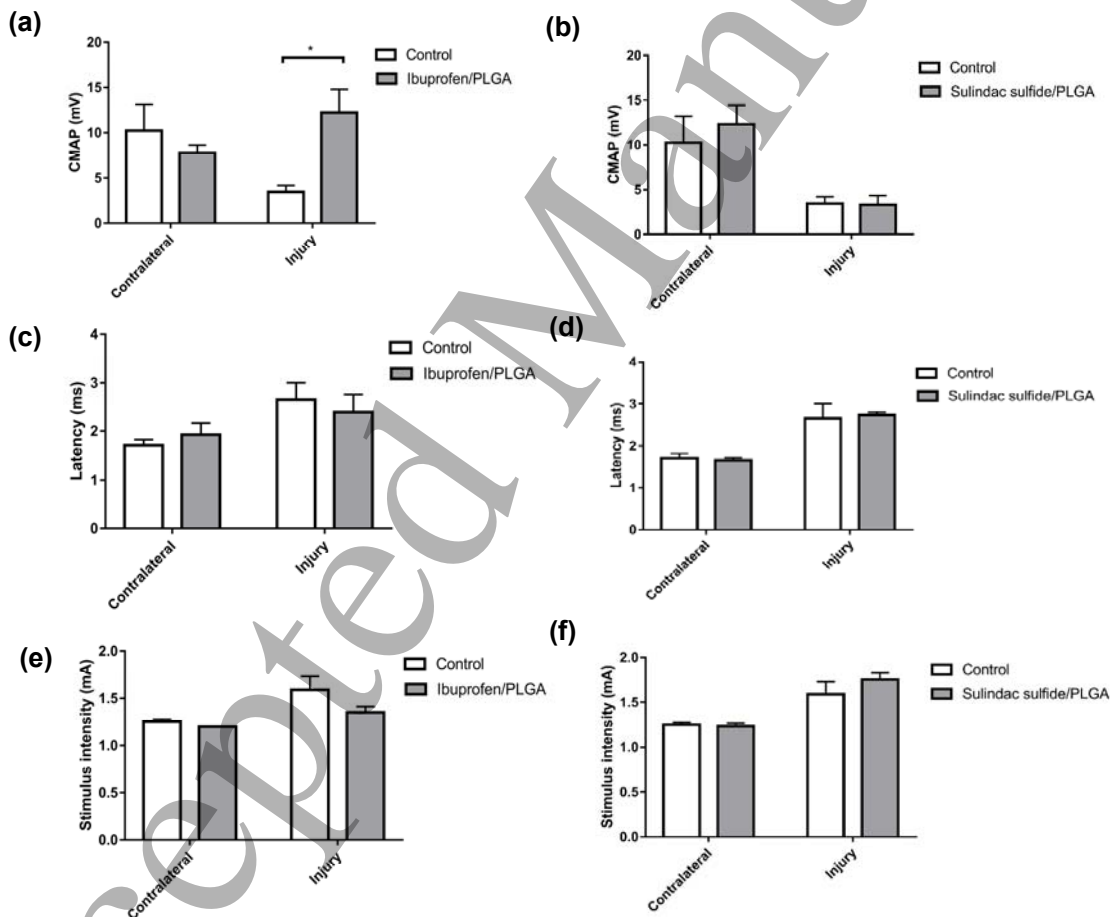 (a)
CMAP (mV)
20
15
10
5
0
Contralateral
Injury
*
Control
Ibuprofen/PLGA
(b)
CMAP (mV)
20
15
10
5
0
Contralateral
Injury
Control
Sulindac sulfide/PLGA
(c)
Latency (ms)
4
3
2
1
0
Contralateral
Injury
Control
Ibuprofen/PLGA
(d)
Latency (ms)
4
3
2
1
0
Contralateral
Injury
Control
Sulindac sulfide/PLGA
(e)
Stimulus intensity (mA)
2.0
1.5
1.0
0.5
0.0
Contralateral
Injury
Control
Ibuprofen/PLGA
(f)
Stimulus intensity (mA)
2.0
1.5
1.0
0.5
0.0
Contralateral
Injury
Control
Sulindac sulfide/PLGA